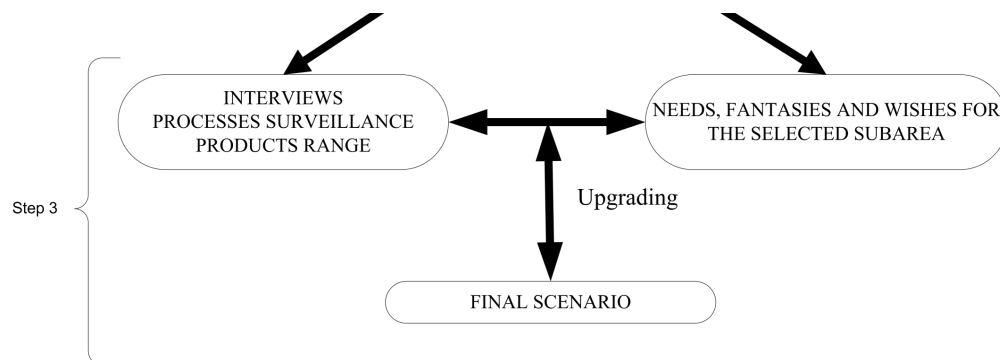 INTERVIEWS
PROCESSES SURVEILLANCE
PRODUCTS RANGE
NEEDS, FANTASIES AND WISHES FOR
THE SELECTED SUBAREA
Step 3
Upgrading
FINAL SCENARIO